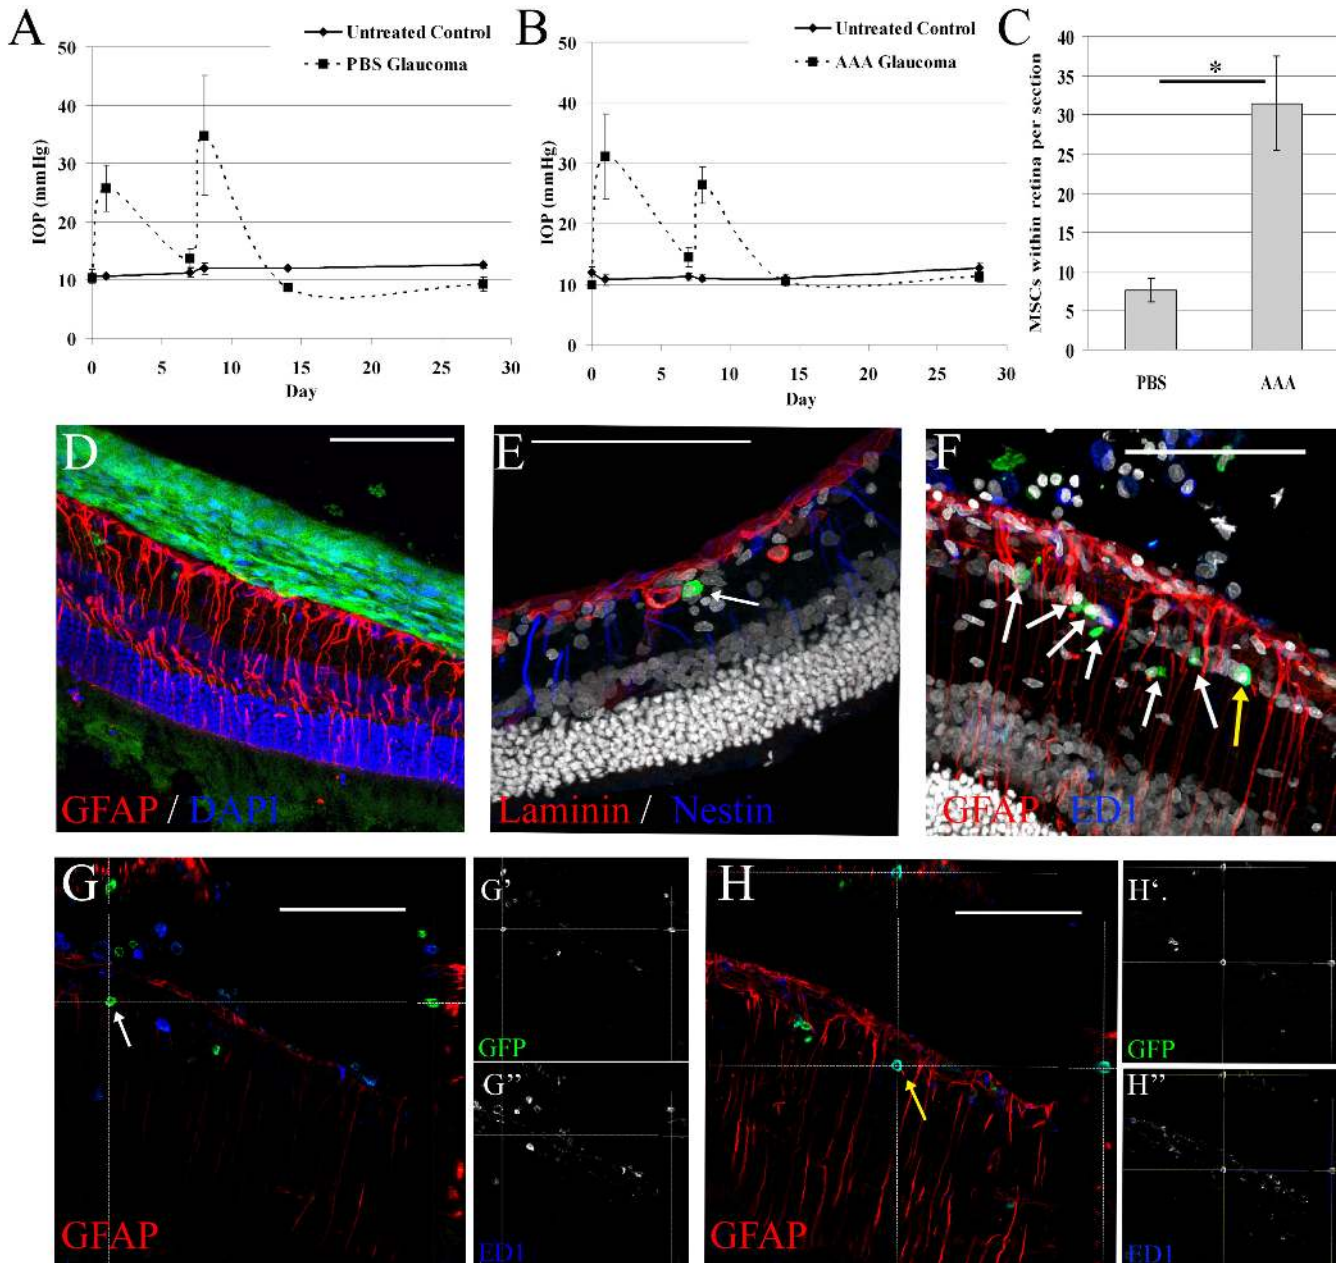 A
Untreated Control
PBS Glaucoma
50
40
30
20
10
0
IOP (mmHg)
0 5 10 15 20 25 30
Day
B
Untreated Control
AAA Glaucoma
50
40
30
20
10
0
IOP (mmHg)
0 5 10 15 20 25 30
Day
C
40
35
30
25
20
15
10
5
0
MSCs within retina per section
*
PBS AAA
D
GFAP / DAPI
E
Laminin / Nestin
F
GFAP ED1
G
GFAP
G'
GFP
G''
ED1
H
GFAP
H'.
GFP
H''
ED1